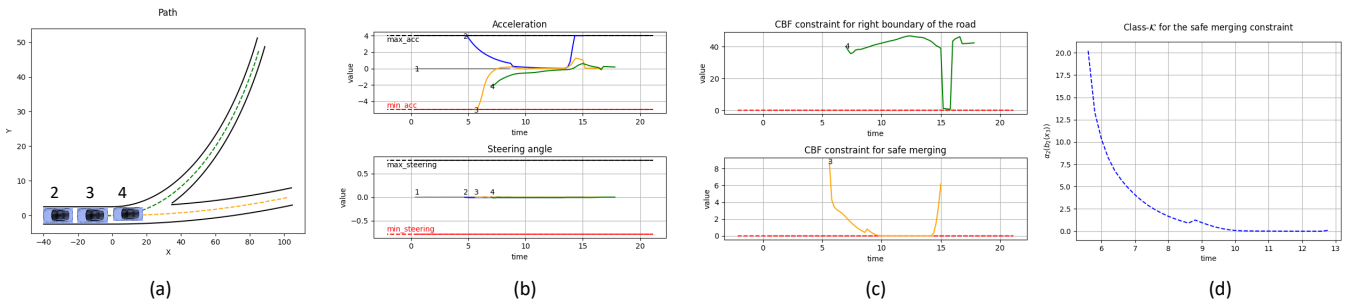 Path
Y
50
40
30
20
10
0
2 3 4
−40 −20 0 20 40 60 80 100
X
(a)
Acceleration
value
4
2
0
−2
−4
max_acc
2
1
4
min_acc
3
0 5 10 15 20
time
Steering angle
value
0.5
0.0
−0.5
max_steering
1 2 3 4
min_steering
0 5 10 15 20
time
(b)
CBF constraint for right boundary of the road
value
40
20
0
4
0 5 10 15 20
time
CBF constraint for safe merging
value
8
6
4
2
0
3
0 5 10 15 20
time
(c)
Class-𝒦 for the safe merging constraint
α₂(b₂(x₃))
20.0
17.5
15.0
12.5
10.0
7.5
5.0
2.5
0.0
6 7 8 9 10 11 12 13
time
(d)